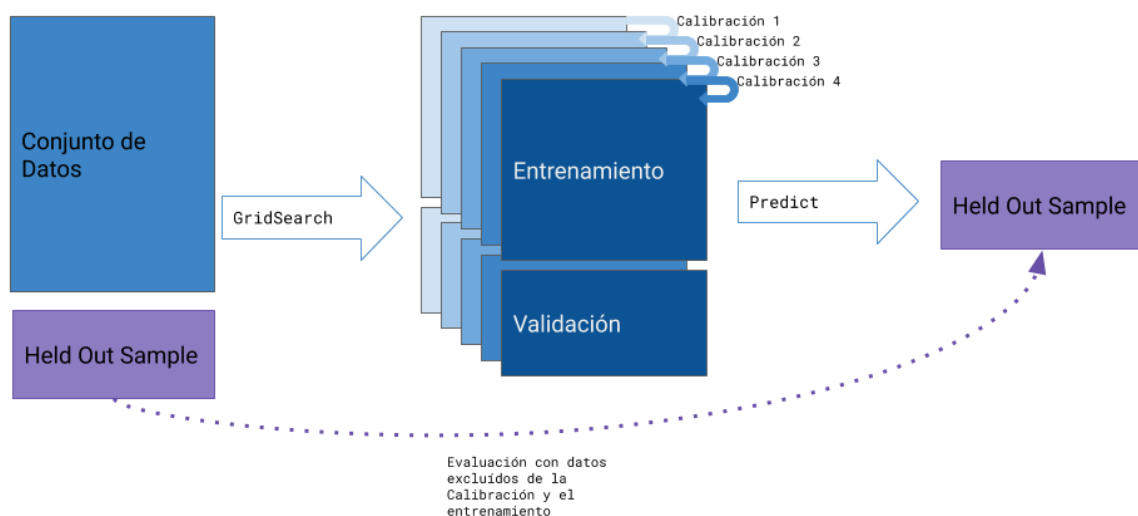 Calibración 1
Calibración 2
Calibración 3
Calibración 4
Conjunto de
Datos
Entrenamiento
GridSearch
Predict
Held Out Sample
Validación
Held Out Sample
Evaluación con datos
excluídos de la
Calibración y el
entrenamiento